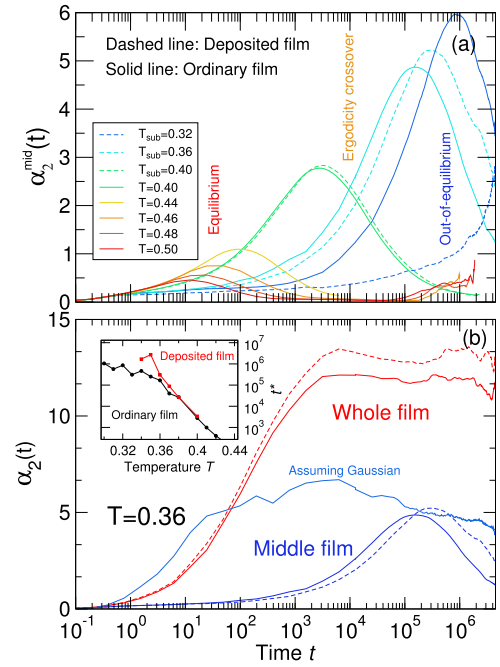 6
5
4
3
2
1
0
α₂ᵐⁱᵈ(t)
Dashed line: Deposited film
Solid line: Ordinary film
(a)
T_sub=0.32
T_sub=0.36
T_sub=0.40
T=0.40
T=0.44
T=0.46
T=0.48
T=0.50
Equilibrium
Ergodicity crossover
Out-of-equilibrium
15
10
5
0
α₂(t)
(b)
Deposited film
Ordinary film
10⁷
10⁶
10⁵
10⁴
10³
t*
0.32 0.36 0.40 0.44
Temperature T
Whole film
Assuming Gaussian
T=0.36
Middle film
10⁻¹ 10⁰ 10¹ 10² 10³ 10⁴ 10⁵ 10⁶
Time t